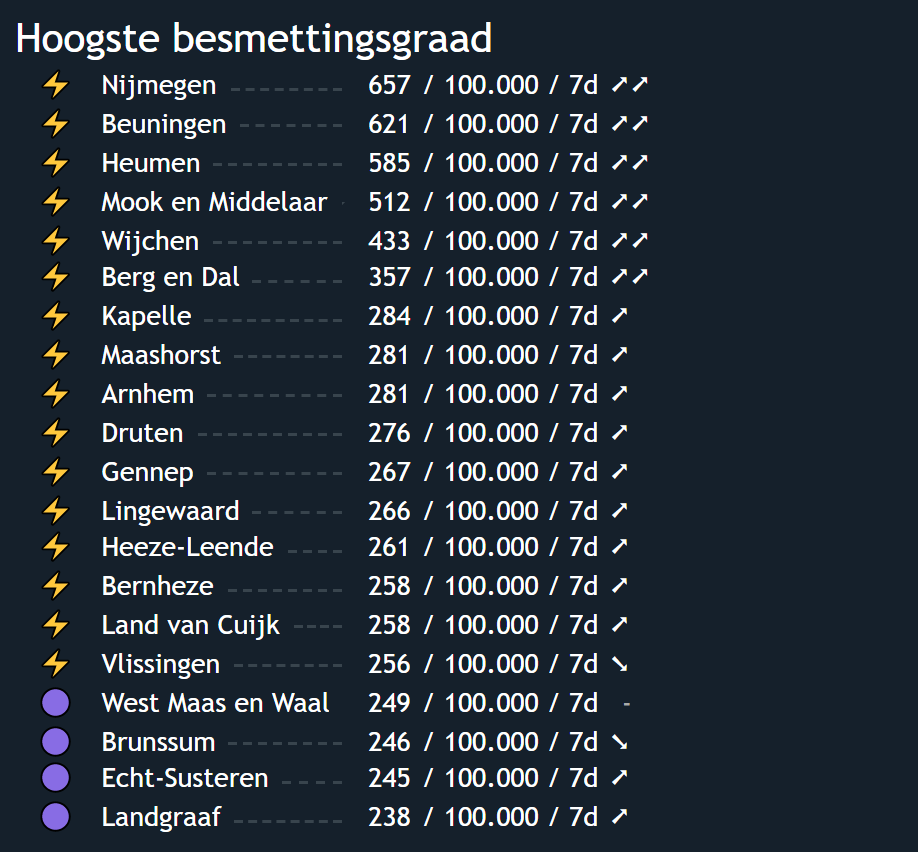 Hoogste besmettingsgraad
⚡ Nijmegen 657 / 100.000 / 7d ➚➚
⚡ Beuningen 621 / 100.000 / 7d ➚➚
⚡ Heumen 585 / 100.000 / 7d ➚➚
⚡ Mook en Middelaar 512 / 100.000 / 7d ➚➚
⚡ Wijchen 433 / 100.000 / 7d ➚➚
⚡ Berg en Dal 357 / 100.000 / 7d ➚➚
⚡ Kapelle 284 / 100.000 / 7d ➚
⚡ Maashorst 281 / 100.000 / 7d ➚
⚡ Arnhem 281 / 100.000 / 7d ➚
⚡ Druten 276 / 100.000 / 7d ➚
⚡ Gennep 267 / 100.000 / 7d ➚
⚡ Lingewaard 266 / 100.000 / 7d ➚
⚡ Heeze-Leende 261 / 100.000 / 7d ➚
⚡ Bernheze 258 / 100.000 / 7d ➚
⚡ Land van Cuijk 258 / 100.000 / 7d ➚
⚡ Vlissingen 256 / 100.000 / 7d ➘
🟣 West Maas en Waal 249 / 100.000 / 7d -
🟣 Brunssum 246 / 100.000 / 7d ➘
🟣 Echt-Susteren 245 / 100.000 / 7d ➚
🟣 Landgraaf 238 / 100.000 / 7d ➚